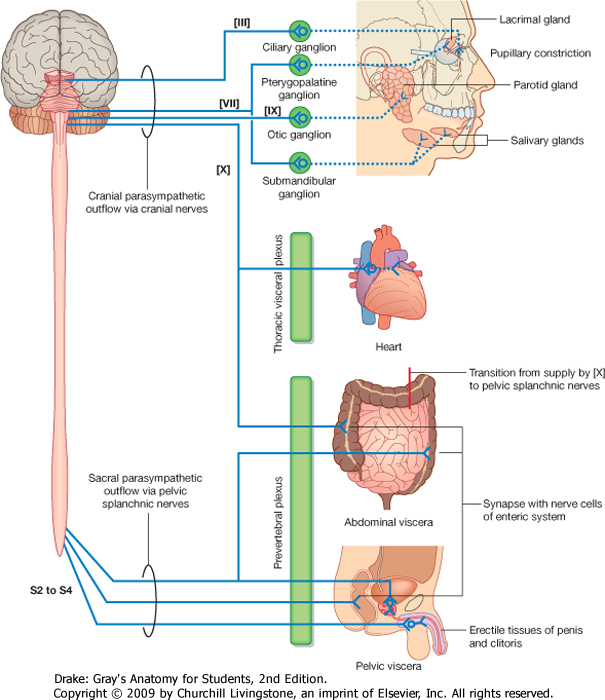 [III]
Ciliary ganglion
Lacrimal gland
Pupillary constriction
Pterygopalatine
ganglion
Parotid gland
[VII]
[IX]
Otic ganglion
Salivary glands
[X]
Submandibular
ganglion
Cranial parasympathetic
outflow via cranial nerves
Thoracic visceral plexus
Heart
Transition from supply by [X]
to pelvic splanchnic nerves
Sacral parasympathetic
outflow via pelvic
splanchnic nerves
Prevertebral plexus
Abdominal viscera
Synapse with nerve cells
of enteric system
S2 to S4
Erectile tissues of penis
and clitoris
Pelvic viscera
Drake: Gray's Anatomy for Students, 2nd Edition.
Copyright © 2009 by Churchill Livingstone, an imprint of Elsevier, Inc. All rights reserved.